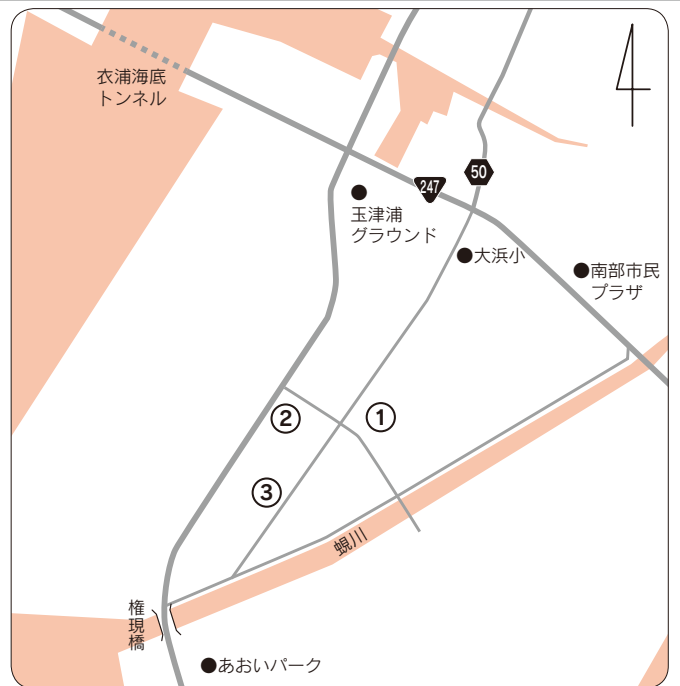 衣浦海底
トンネル
50
247
玉津浦
グラウンド
大浜小
南部市民
プラザ
①
②
③
蜆川
権現橋
あおいパーク